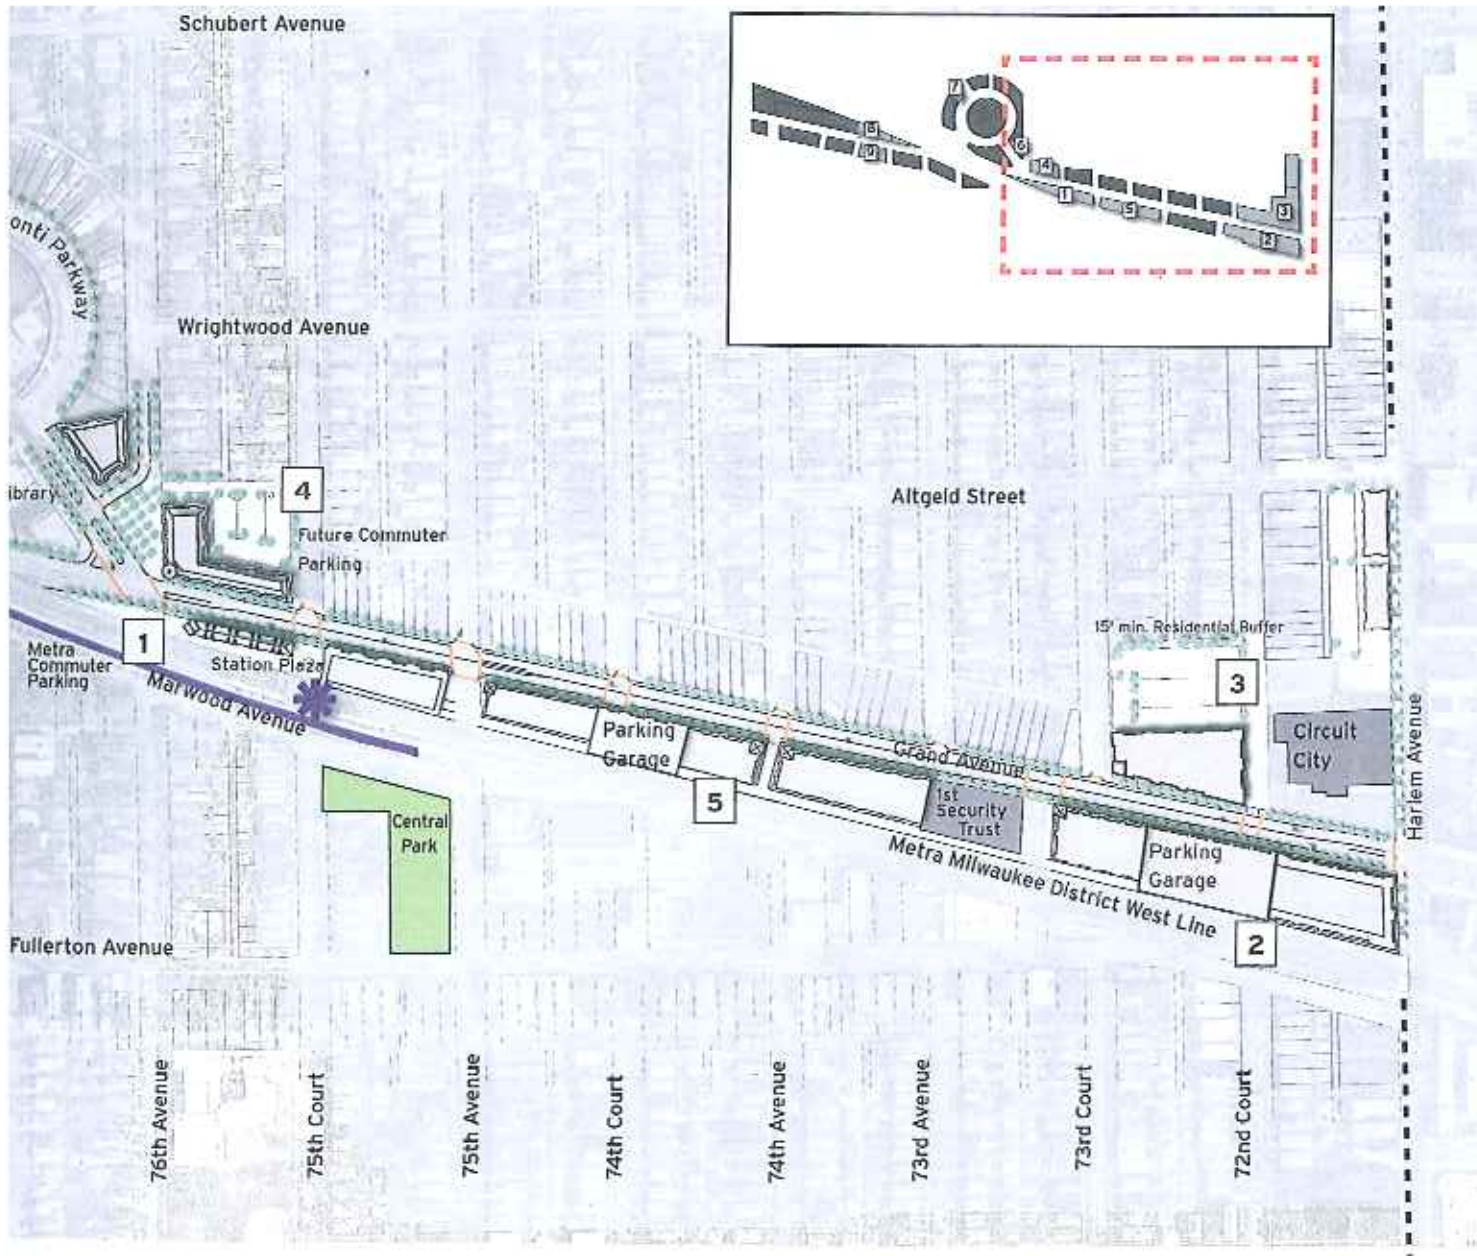 Schubert Avenue
7
8
9
6
4
1
5
3
2
onti Parkway
Wrightwood Avenue
ibrary
4
Altgeld Street
Future Commuter
Parking
1
15' min. Residential Buffer
Metra
Commuter
Parking
Station Plaza
3
Marwood Avenue
Parking
Garage
Grand Avenue
Circuit
City
Harlem Avenue
5
1st
Security
Trust
Central
Park
Metra Milwaukee District West Line
Parking
Garage
2
Fullerton Avenue
76th Avenue
75th Court
75th Avenue
74th Court
74th Avenue
73rd Avenue
73rd Court
72nd Court